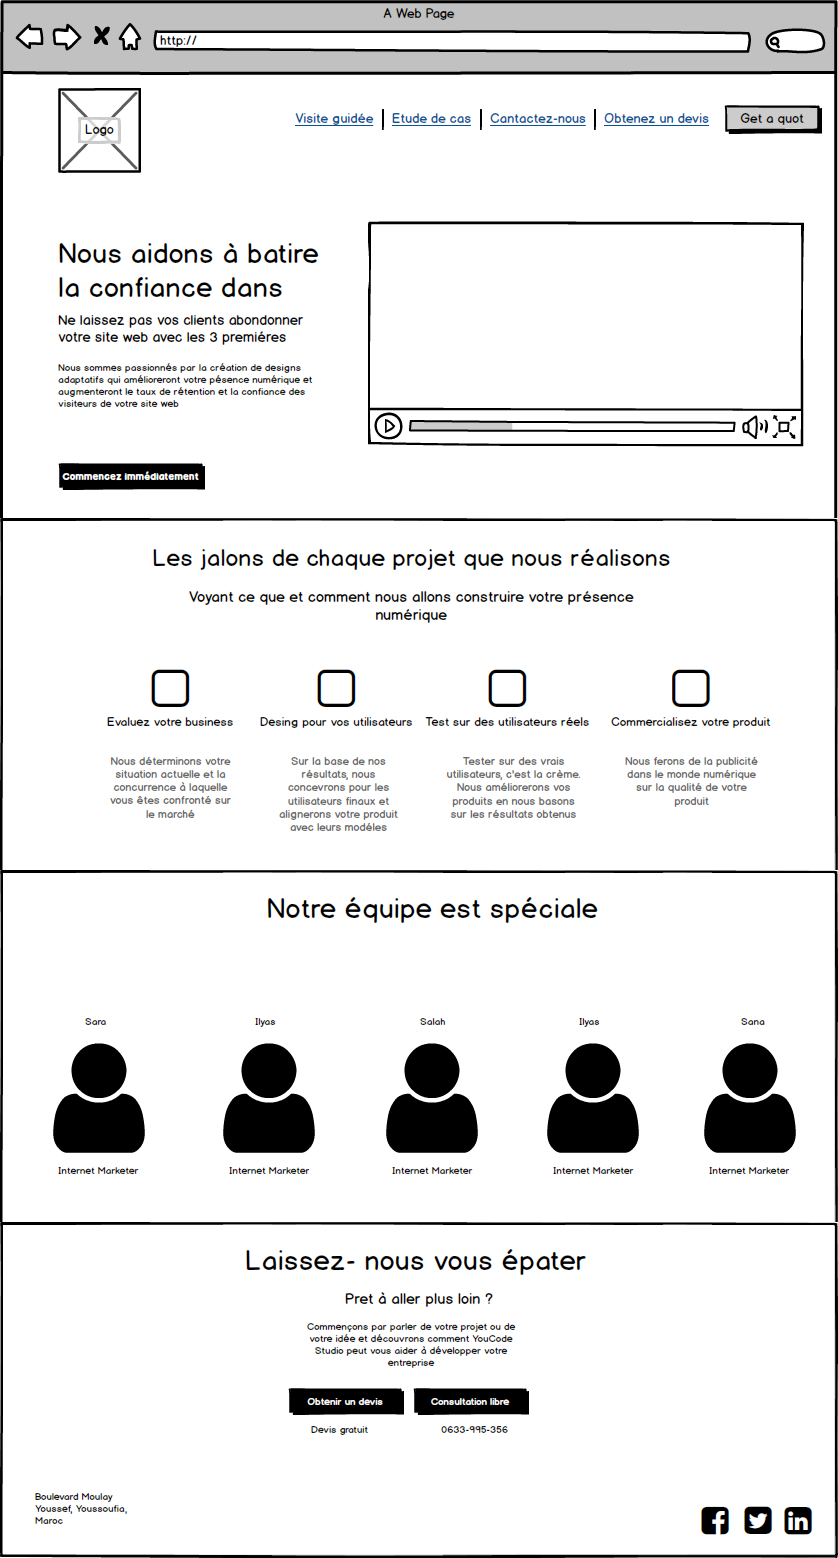 A Web Page
http://
Logo
Visite guidée
Etude de cas
Contactez-nous
Obtenez un devis
Get a quot
Nous aidons à batire
la confiance dans
Ne laissez pas vos clients abondonner
votre site web avec les 3 premiéres
Nous sommes passionnés par la création de designs
adaptatifs qui amélioreront votre pésence numérique et
augmenteront le taux de rétention et la confiance des
visiteurs de votre site web
Commencez immédiatement
Les jalons de chaque projet que nous réalisons
Voyant ce que et comment nous allons construire votre présence
numérique
Evaluez votre business
Nous déterminons votre
situation actuelle et la
concurrence à laquelle
vous êtes confronté sur
le marché
Desing pour vos utilisateurs
Sur la base de nos
résultats, nous
concevrons pour les
utilisateurs finaux et
alignerons votre produit
avec leurs modéles
Test sur des utilisateurs réels
Tester sur des vrais
utilisateurs, c'est la crème.
Nous améliorerons vos
produits en nous basons
sur les résultats obtenus
Commercialisez votre produit
Nous ferons de la publicité
dans le monde numérique
sur la qualité de votre
produit
Notre équipe est spéciale
Sara
Ilyas
Salah
Ilyas
Sana
Internet Marketer
Internet Marketer
Internet Marketer
Internet Marketer
Internet Marketer
Laissez- nous vous épater
Pret à aller plus loin ?
Commençons par parler de votre projet ou de
votre idée et découvrons comment YouCode
Studio peut vous aider à développer votre
entreprise
Obtenir un devis
Consultation libre
Devis gratuit
0633-995-356
Boulevard Moulay
Youssef, Youssoufia,
Maroc